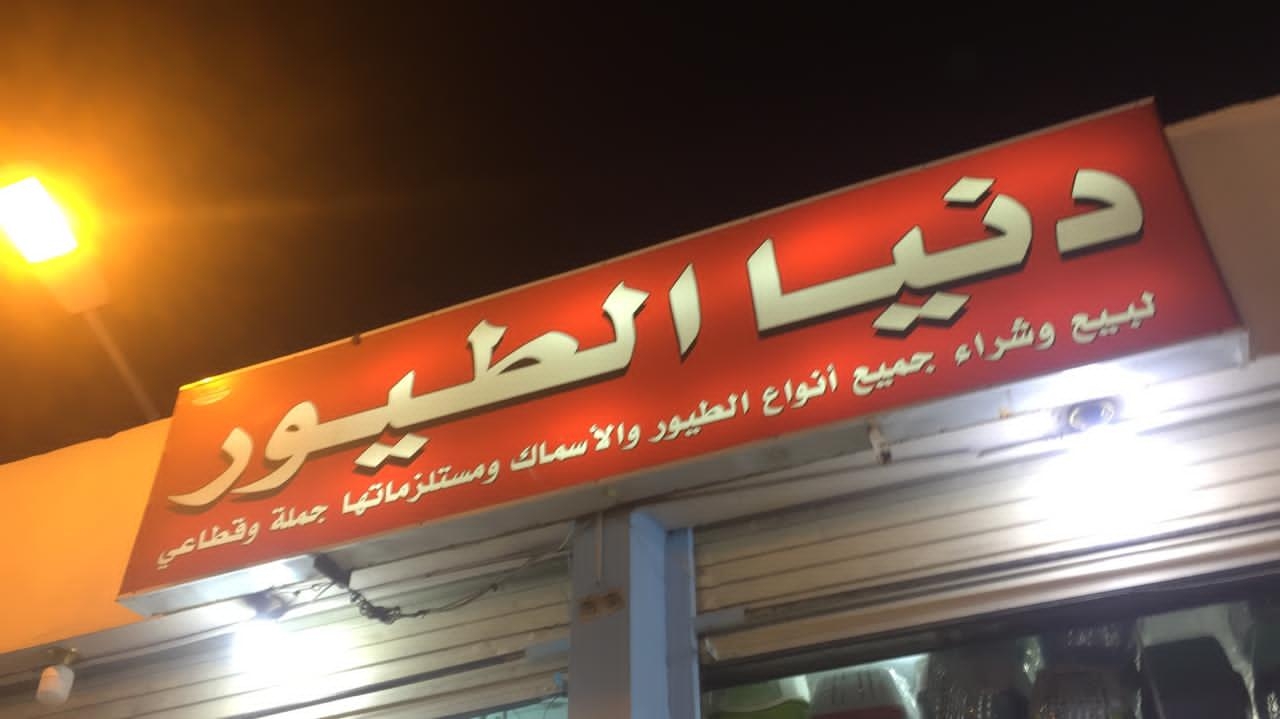 دنيا الطيور
لبيع وشراء جميع أنواع الطيور والأسماك ومستلزماتها جملة وقطاعي